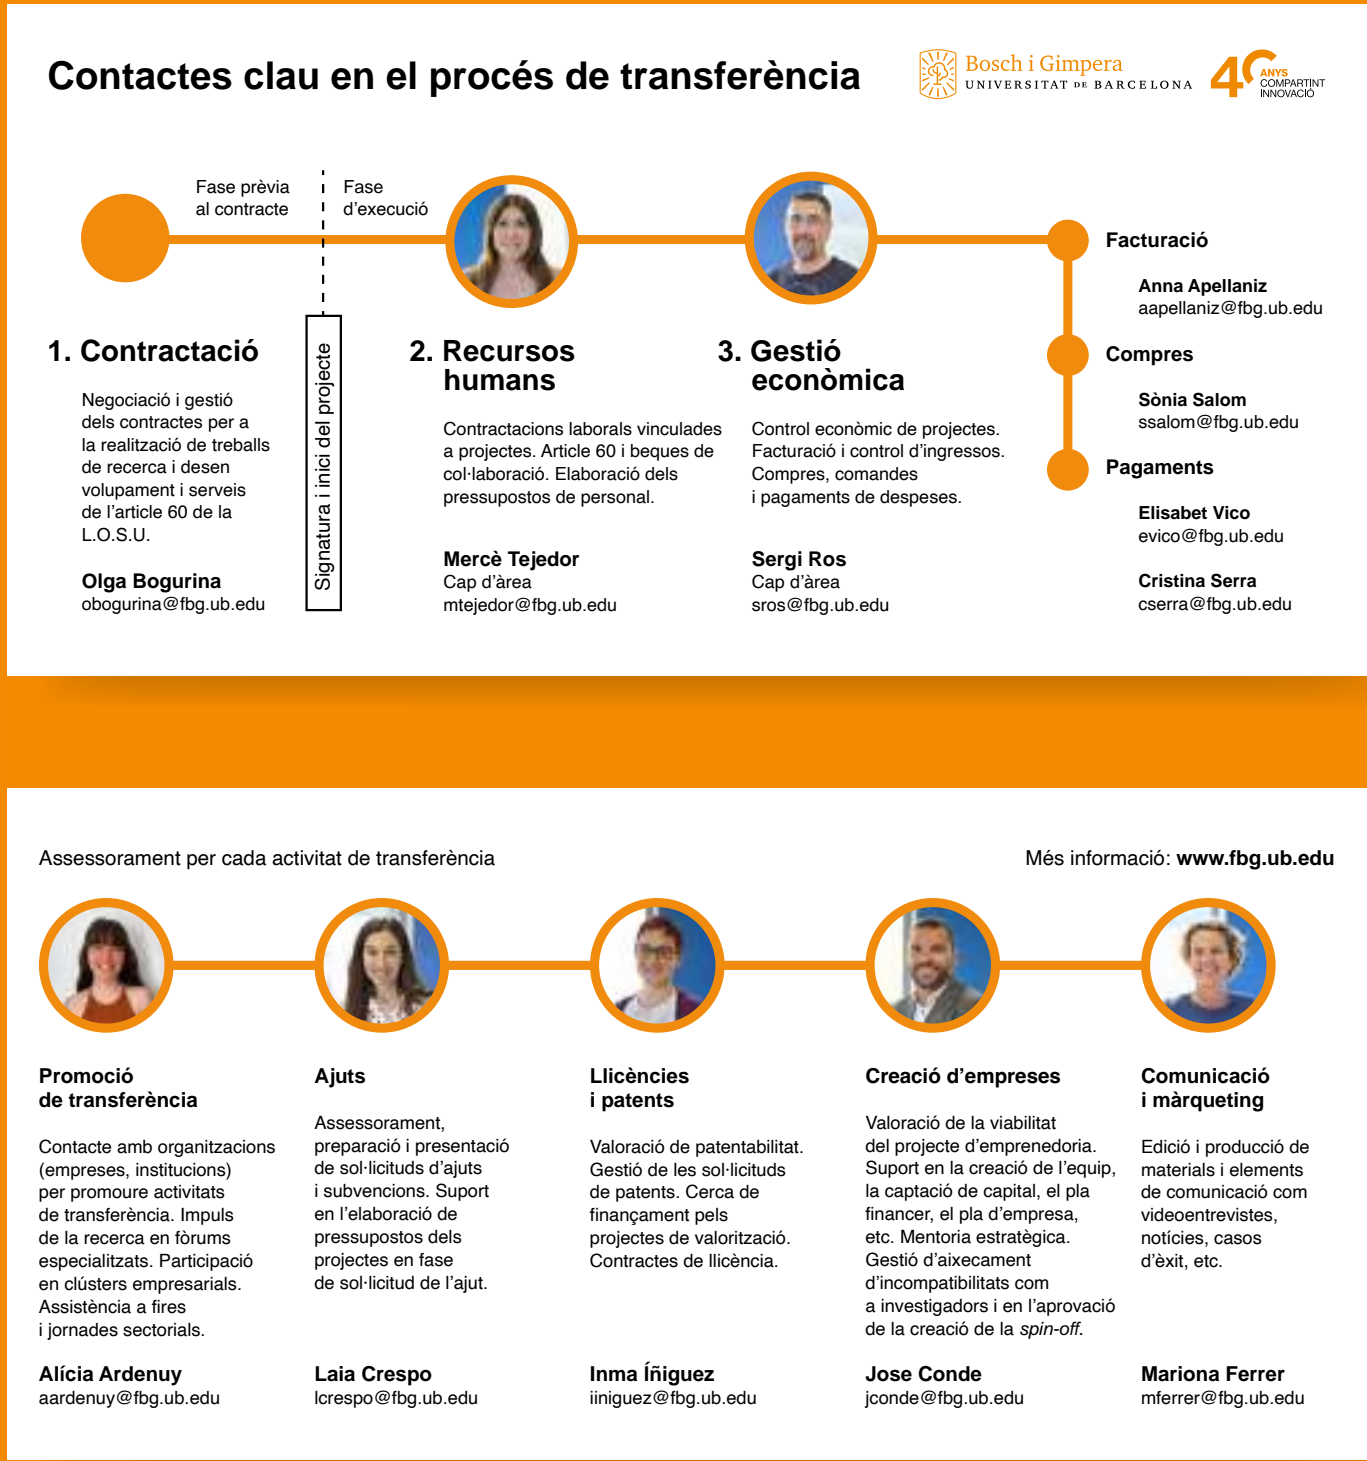 Contactes clau en el procés de transferència
Bosch i Gimpera
UNIVERSITAT DE BARCELONA
40 ANYS
COMPARTINT
INNOVACIÓ
Fase prèvia
al contracte
Fase
d’execució
Signatura i inici del projecte
1. Contractació
Negociació i gestió
dels contractes per a
la realització de treballs
de recerca i desen
volupament i serveis
de l’article 60 de la
L.O.S.U.
Olga Bogurina
obogurina@fbg.ub.edu
2. Recursos
humans
Contractacions laborals vinculades
a projectes. Article 60 i beques de
col·laboració. Elaboració dels
pressupostos de personal.
Mercè Tejedor
Cap d’àrea
mtejedor@fbg.ub.edu
3. Gestió
econòmica
Control econòmic de projectes.
Facturació i control d’ingressos.
Compres, comandes
i pagaments de despeses.
Sergi Ros
Cap d’àrea
sros@fbg.ub.edu
Facturació
Anna Apellaniz
aapellaniz@fbg.ub.edu
Compres
Sònia Salom
ssalom@fbg.ub.edu
Pagaments
Elisabet Vico
evico@fbg.ub.edu
Cristina Serra
cserra@fbg.ub.edu
Assessorament per cada activitat de transferència
Més informació: www.fbg.ub.edu
Promoció
de transferència
Contacte amb organitzacions
(empreses, institucions)
per promoure activitats
de transferència. Impuls
de la recerca en fòrums
especialitzats. Participació
en clústers empresarials.
Assistència a fires
i jornades sectorials.
Alícia Ardenuy
aardenuy@fbg.ub.edu
Ajuts
Assessorament,
preparació i presentació
de sol·licituds d’ajuts
i subvencions. Suport
en l’elaboració de
pressupostos dels
projectes en fase
de sol·licitud de l’ajut.
Laia Crespo
lcrespo@fbg.ub.edu
Llicències
i patents
Valoració de patentabilitat.
Gestió de les sol·licituds
de patents. Cerca de
finançament pels
projectes de valorització.
Contractes de llicència.
Inma Íñiguez
iiniguez@fbg.ub.edu
Creació d’empreses
Valoració de la viabilitat
del projecte d’emprenedoria.
Suport en la creació de l’equip,
la captació de capital, el pla
financer, el pla d’empresa,
etc. Mentoria estratègica.
Gestió d’aixecament
d’incompatibilitats com
a investigadors i en l’aprovació
de la creació de la spin-off.
Jose Conde
jconde@fbg.ub.edu
Comunicació
i màrqueting
Edició i producció de
materials i elements
de comunicació com
videoentrevistes,
notícies, casos
d’èxit, etc.
Mariona Ferrer
mferrer@fbg.ub.edu